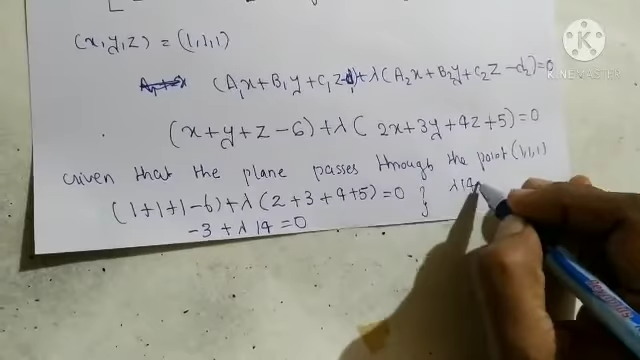 (x,y,z) = (1,1,1)
(A₁x+B₁y+C₁z-d₁)+λ(A₂x+B₂y+C₂z-d₂)=0
(x+y+z-6)+λ(2x+3y+4z+5)=0
Given that the plane passes through the point (1,1,1)
(1+1+1-6)+λ(2+3+4+5)=0 } λ14
-3+λ14=0
KINEMASTER